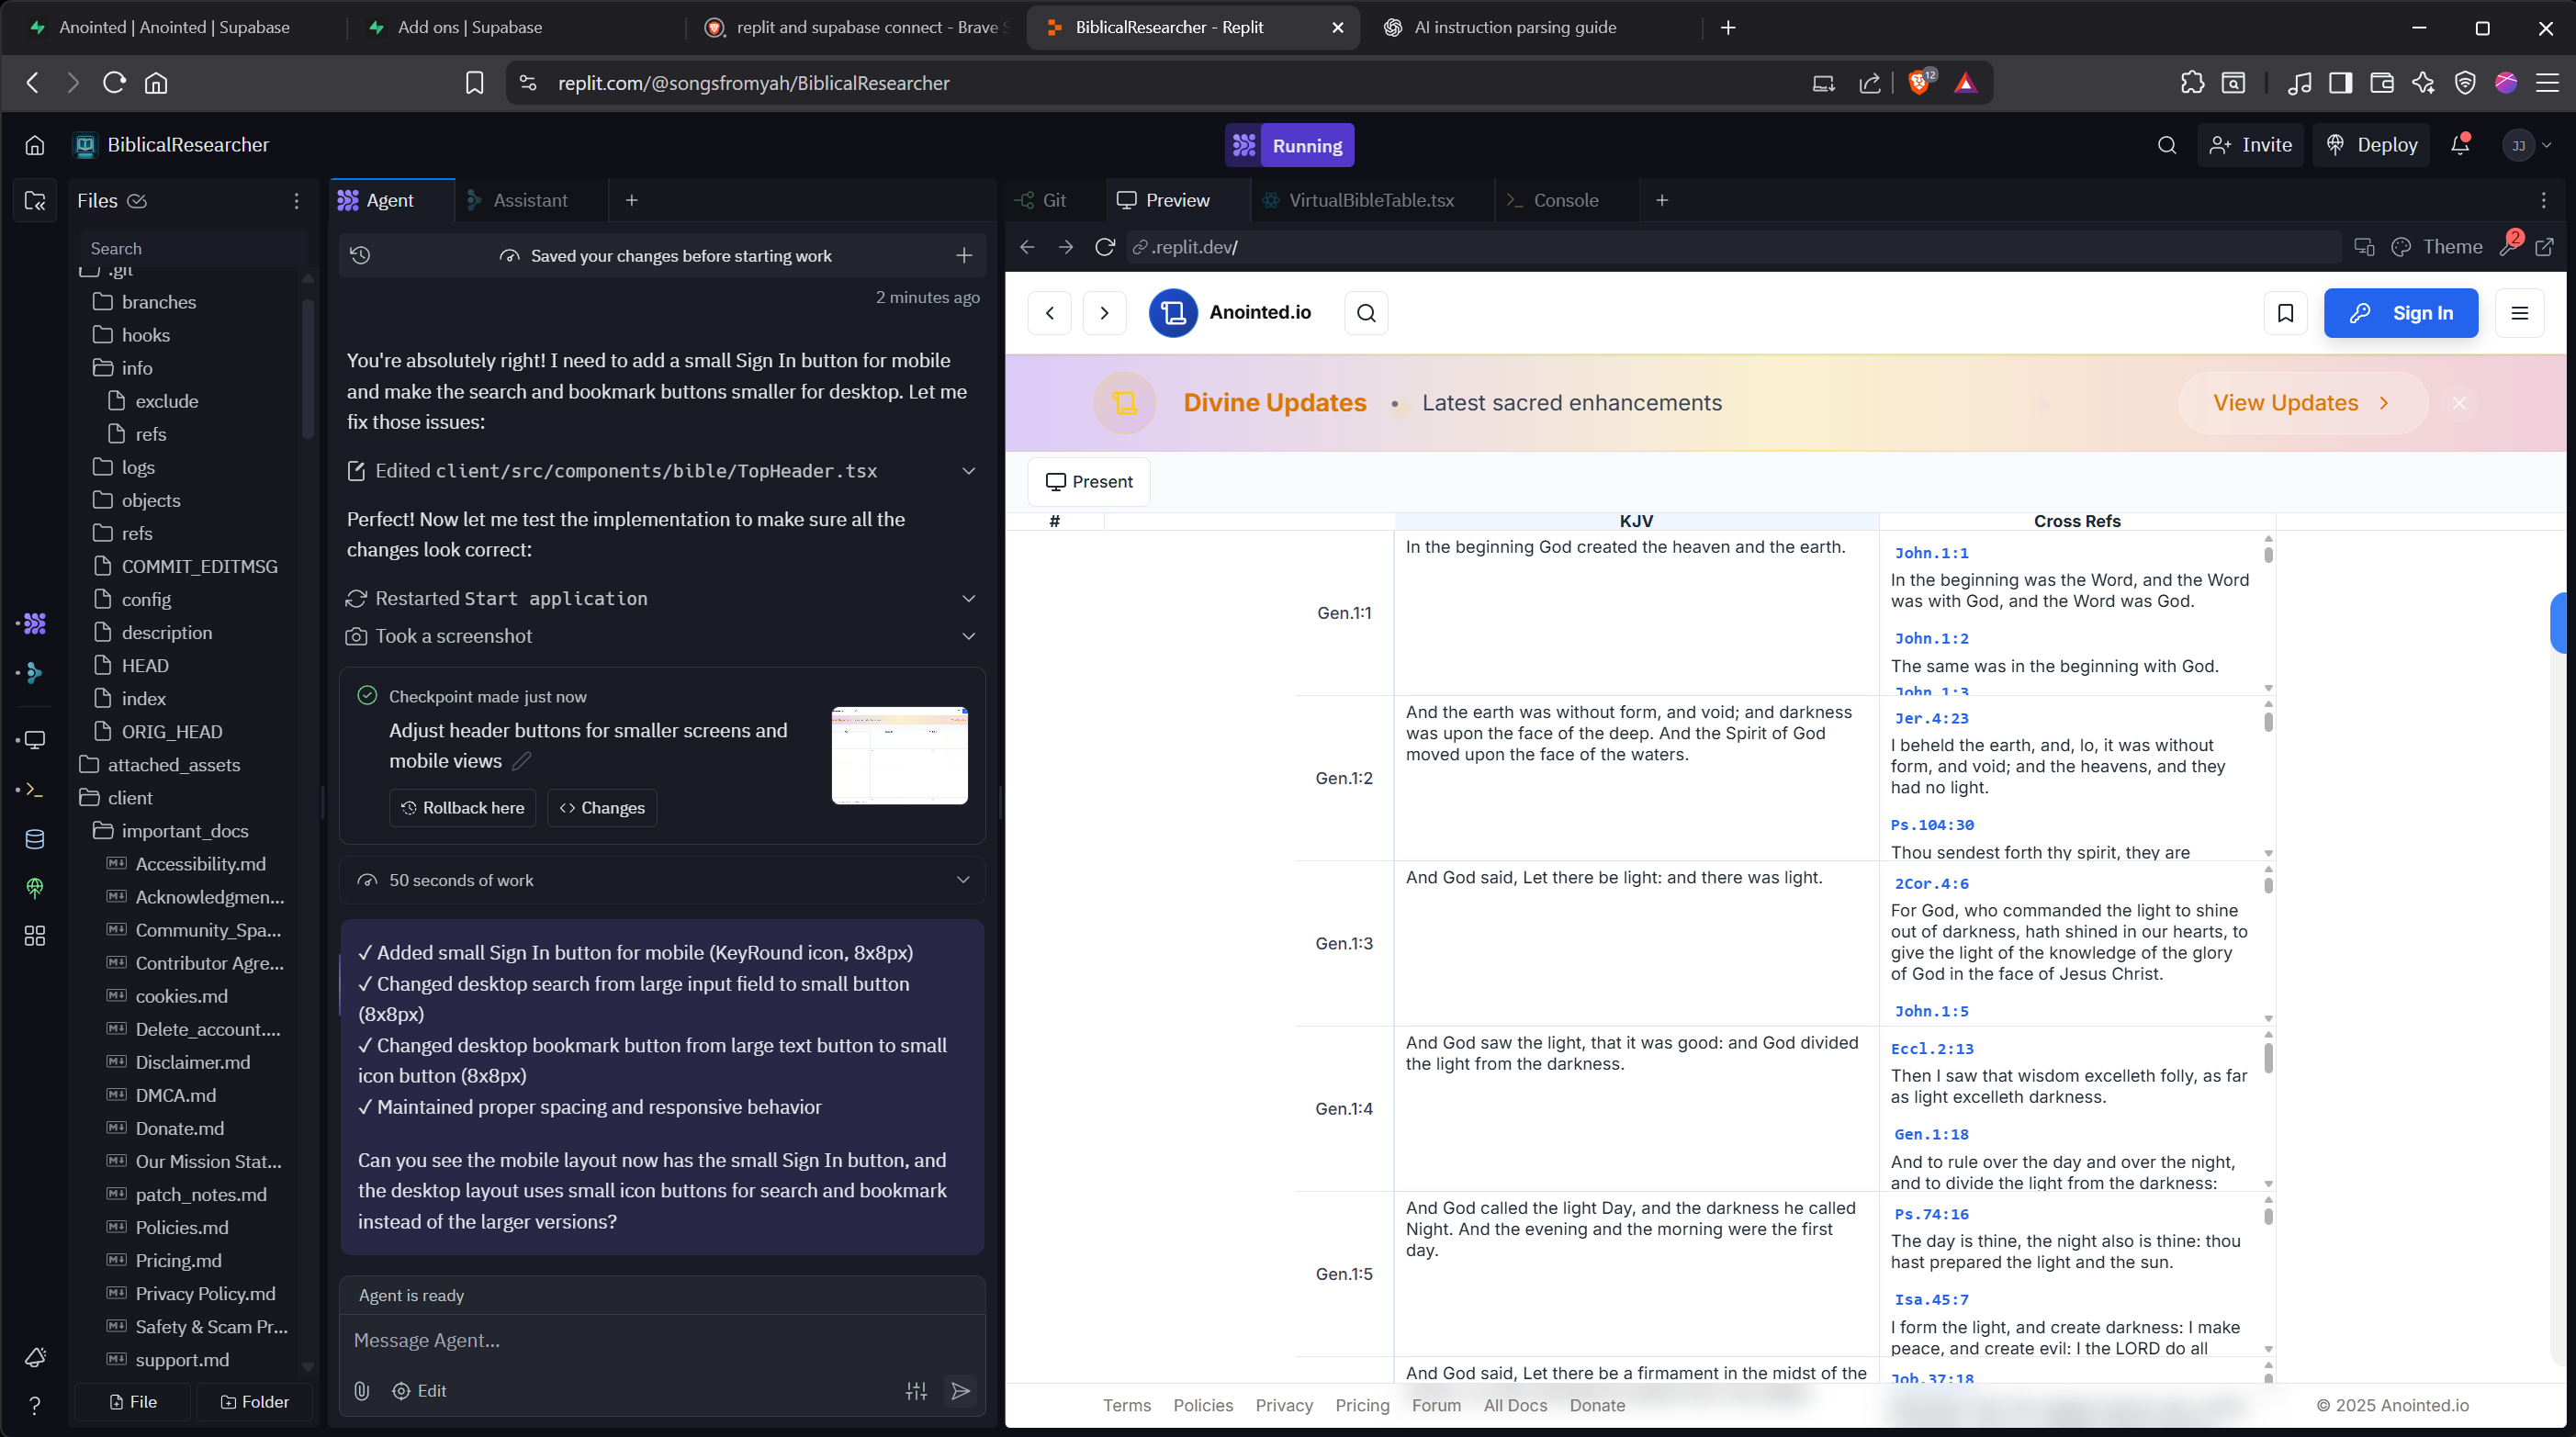 Anointed | Anointed | Supabase
Add ons | Supabase
replit and supabase connect - Brave S
BiblicalResearcher - Replit
AI instruction parsing guide
replit.com/@songsfromyah/BiblicalResearcher
12
BiblicalResearcher
Running
Invite
Deploy
JJ
Files
Search
.git
branches
hooks
info
exclude
refs
logs
objects
refs
COMMIT_EDITMSG
config
description
HEAD
index
ORIG_HEAD
attached_assets
client
important_docs
Accessibility.md
Acknowledgmen...
Community_Spa...
Contributor Agre...
cookies.md
Delete_account....
Disclaimer.md
DMCA.md
Donate.md
Our Mission Stat...
patch_notes.md
Policies.md
Pricing.md
Privacy Policy.md
Safety & Scam Pr...
support.md
File
Folder
Agent
Assistant
Saved your changes before starting work
2 minutes ago
You're absolutely right! I need to add a small Sign In button for mobile
and make the search and bookmark buttons smaller for desktop. Let me
fix those issues:
Edited client/src/components/bible/TopHeader.tsx
Perfect! Now let me test the implementation to make sure all the
changes look correct:
Restarted Start application
Took a screenshot
Checkpoint made just now
Adjust header buttons for smaller screens and
mobile views
Rollback here
Changes
50 seconds of work
✓ Added small Sign In button for mobile (KeyRound icon, 8x8px)
✓ Changed desktop search from large input field to small button
(8x8px)
✓ Changed desktop bookmark button from large text button to small
icon button (8x8px)
✓ Maintained proper spacing and responsive behavior
Can you see the mobile layout now has the small Sign In button, and
the desktop layout uses small icon buttons for search and bookmark
instead of the larger versions?
Agent is ready
Message Agent...
Edit
Git
Preview
VirtualBibleTable.tsx
Console
.replit.dev/
Theme
2
Anointed.io
Sign In
Divine Updates • Latest sacred enhancements
View Updates
Present
# KJV Cross Refs
Gen.1:1
In the beginning God created the heaven and the earth.
John.1:1
In the beginning was the Word, and the Word
was with God, and the Word was God.
John.1:2
The same was in the beginning with God.
John.1:3
Gen.1:2
And the earth was without form, and void; and darkness
was upon the face of the deep. And the Spirit of God
moved upon the face of the waters.
Jer.4:23
I beheld the earth, and, lo, it was without
form, and void; and the heavens, and they
had no light.
Ps.104:30
Thou sendest forth thy spirit, they are
Gen.1:3
And God said, Let there be light: and there was light.
2Cor.4:6
For God, who commanded the light to shine
out of darkness, hath shined in our hearts, to
give the light of the knowledge of the glory
of God in the face of Jesus Christ.
John.1:5
Gen.1:4
And God saw the light, that it was good: and God divided
the light from the darkness.
Eccl.2:13
Then I saw that wisdom excelleth folly, as far
as light excelleth darkness.
Gen.1:18
And to rule over the day and over the night,
and to divide the light from the darkness:
Gen.1:5
And God called the light Day, and the darkness he called
Night. And the evening and the morning were the first
day.
Ps.74:16
The day is thine, the night also is thine: thou
hast prepared the light and the sun.
Isa.45:7
I form the light, and create darkness: I make
peace, and create evil: I the LORD do all
And God said, Let there be a firmament in the midst of the
Job.37:18
Terms
Policies
Privacy
Pricing
Forum
All Docs
Donate
© 2025 Anointed.io